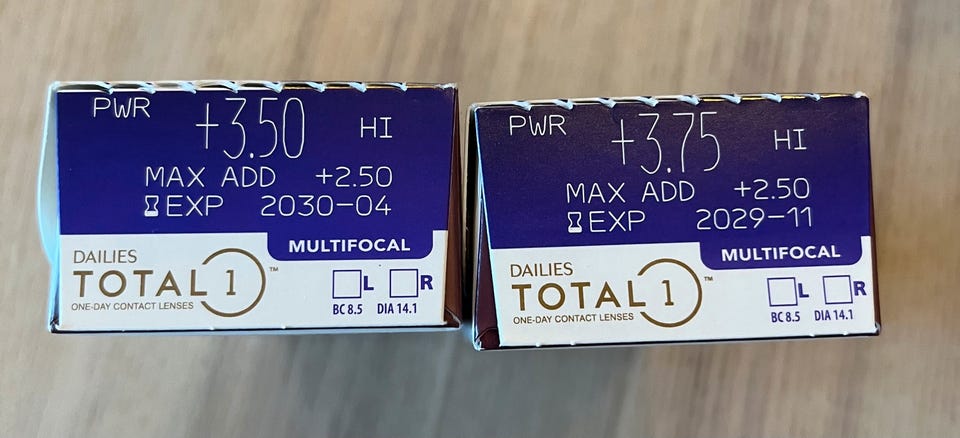 PWR +3.50 HI
MAX ADD +2.50
EXP 2030-04
MULTIFOCAL
DAILIES
TOTAL 1™
ONE-DAY CONTACT LENSES
L R
BC 8.5 DIA 14.1
PWR +3.75 HI
MAX ADD +2.50
EXP 2029-11
MULTIFOCAL
DAILIES
TOTAL 1™
ONE-DAY CONTACT LENSES
L R
BC 8.5 DIA 14.1